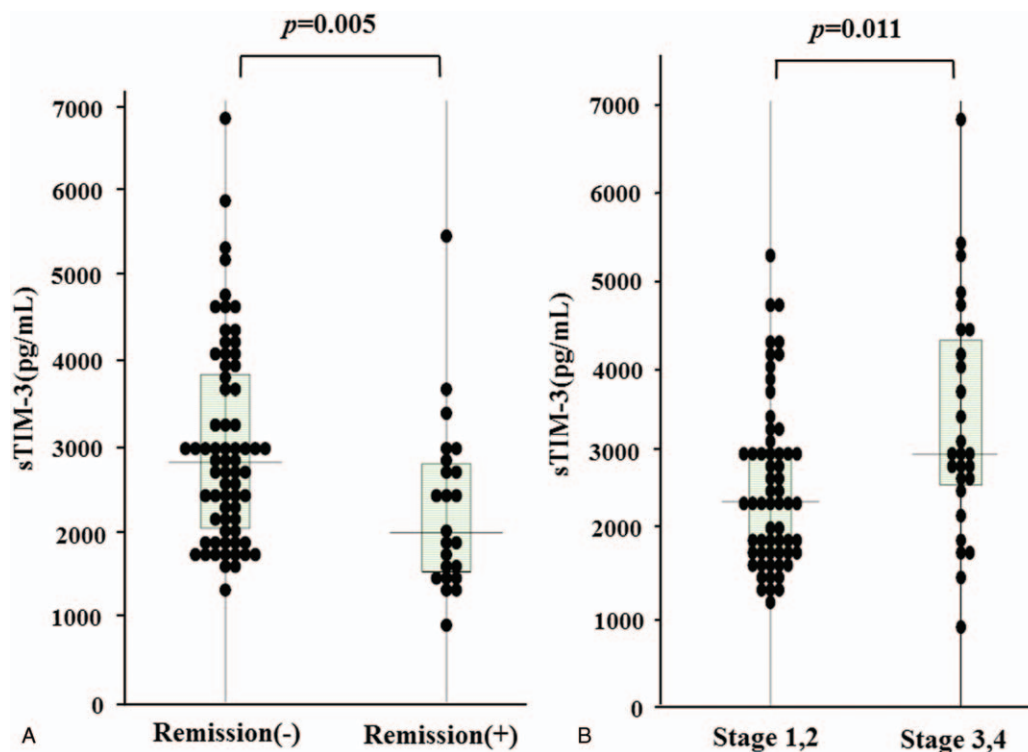 p=0.005
7000
6000
5000
4000
3000
2000
1000
0
sTIM-3(pg/mL)
Remission(-) Remission(+)
A
p=0.011
7000
6000
5000
4000
3000
2000
1000
0
sTIM-3(pg/mL)
Stage 1,2 Stage 3,4
B